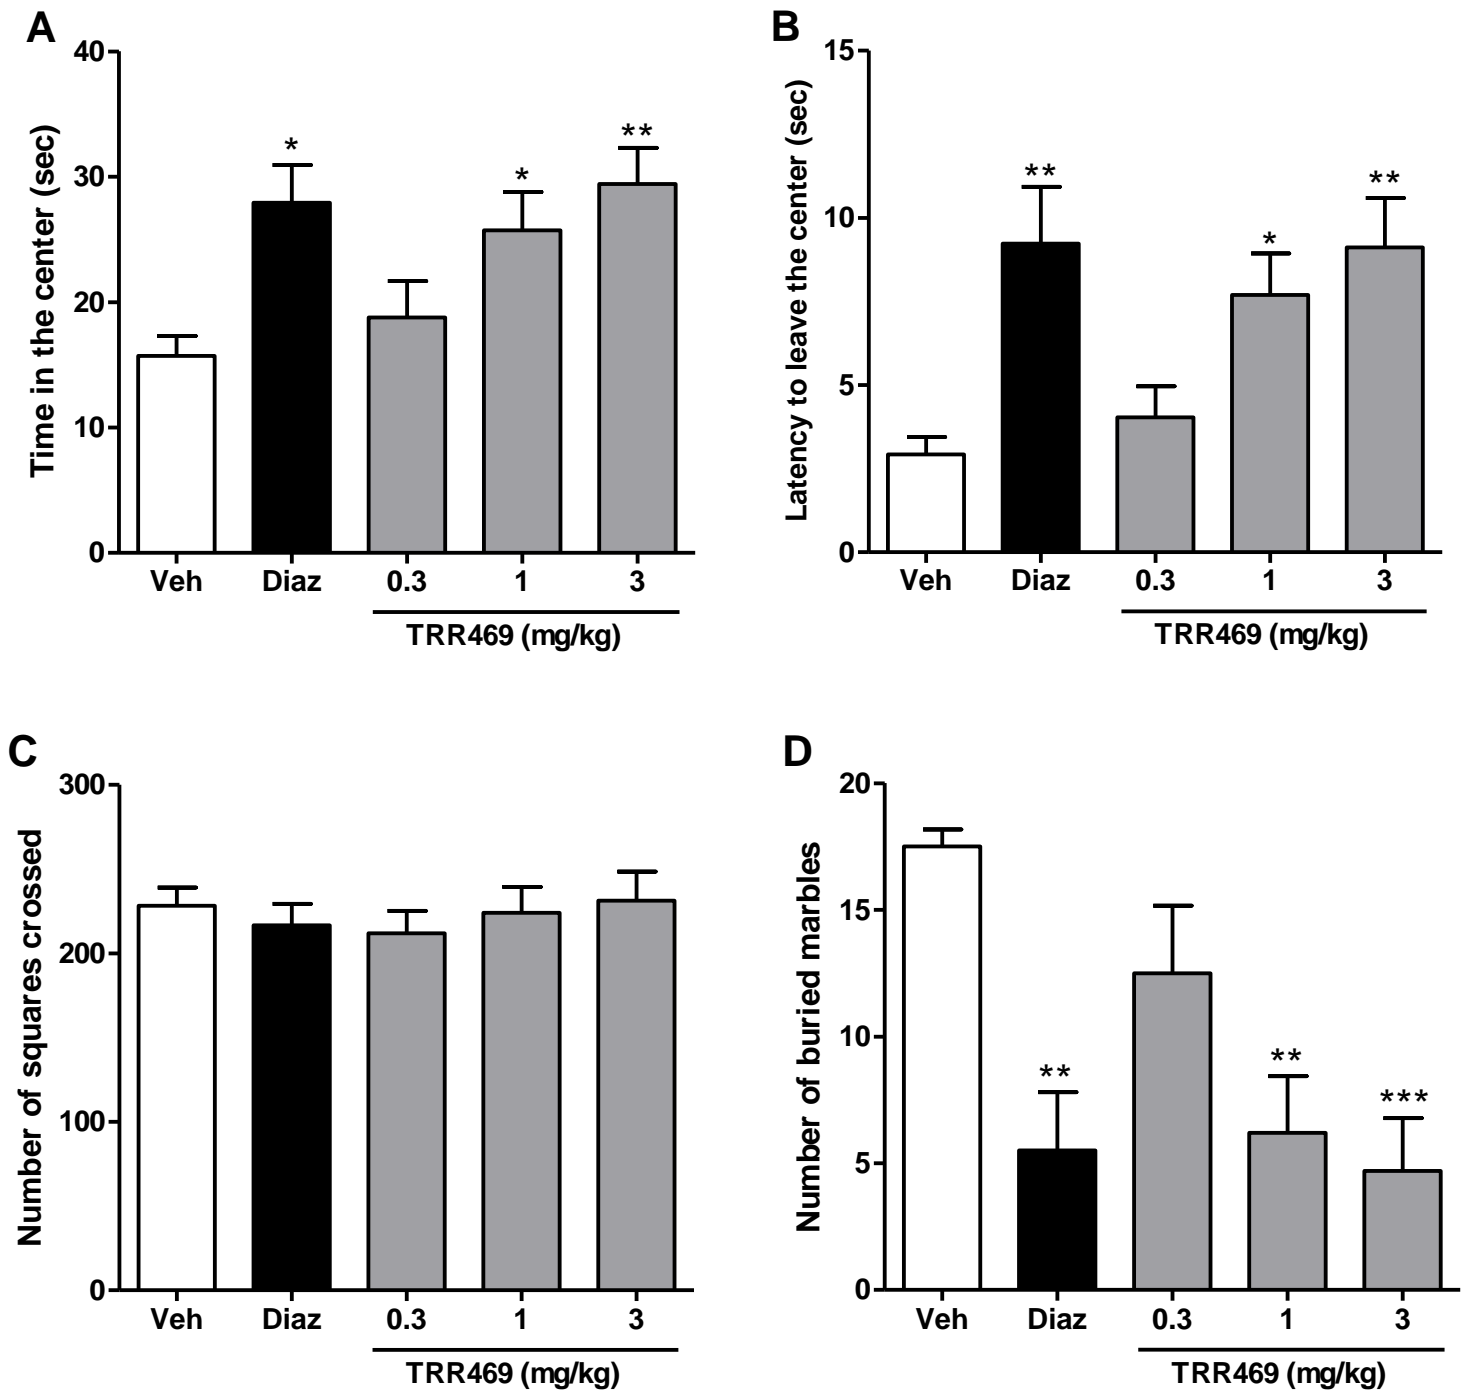 A
Time in the center (sec)
40
30
20
10
0
*
*
**
Veh Diaz 0.3 1 3
TRR469 (mg/kg)
B
Latency to leave the center (sec)
15
10
5
0
**
*
**
Veh Diaz 0.3 1 3
TRR469 (mg/kg)
C
Number of squares crossed
300
200
100
0
Veh Diaz 0.3 1 3
TRR469 (mg/kg)
D
Number of buried marbles
20
15
10
5
0
**
**
***
Veh Diaz 0.3 1 3
TRR469 (mg/kg)